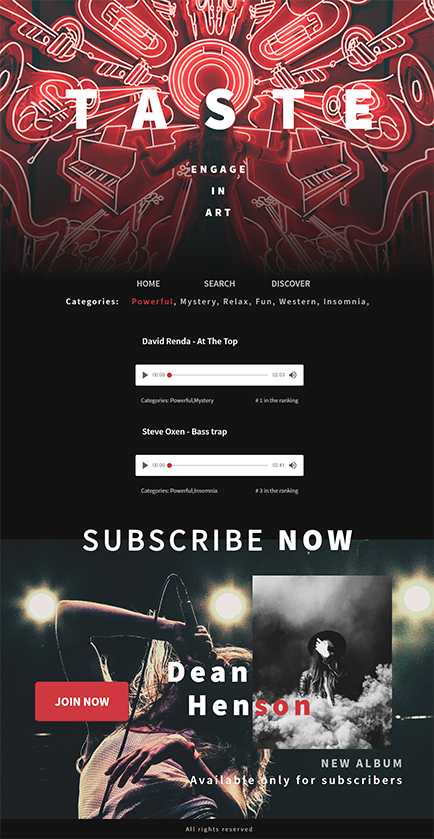 TASTE
ENGAGE
IN
ART
HOME SEARCH DISCOVER
Categories: Powerful, Mystery, Relax, Fun, Western, Insomnia,
David Renda - At The Top
00:00 02:03
Categories: Powerful,Mystery # 1 in the ranking
Steve Oxen - Bass trap
00:00 02:41
Categories: Powerful,Insomnia # 3 in the ranking
SUBSCRIBE NOW
Dean
Henson
JOIN NOW
NEW ALBUM
Available only for subscribers
All rights reserved